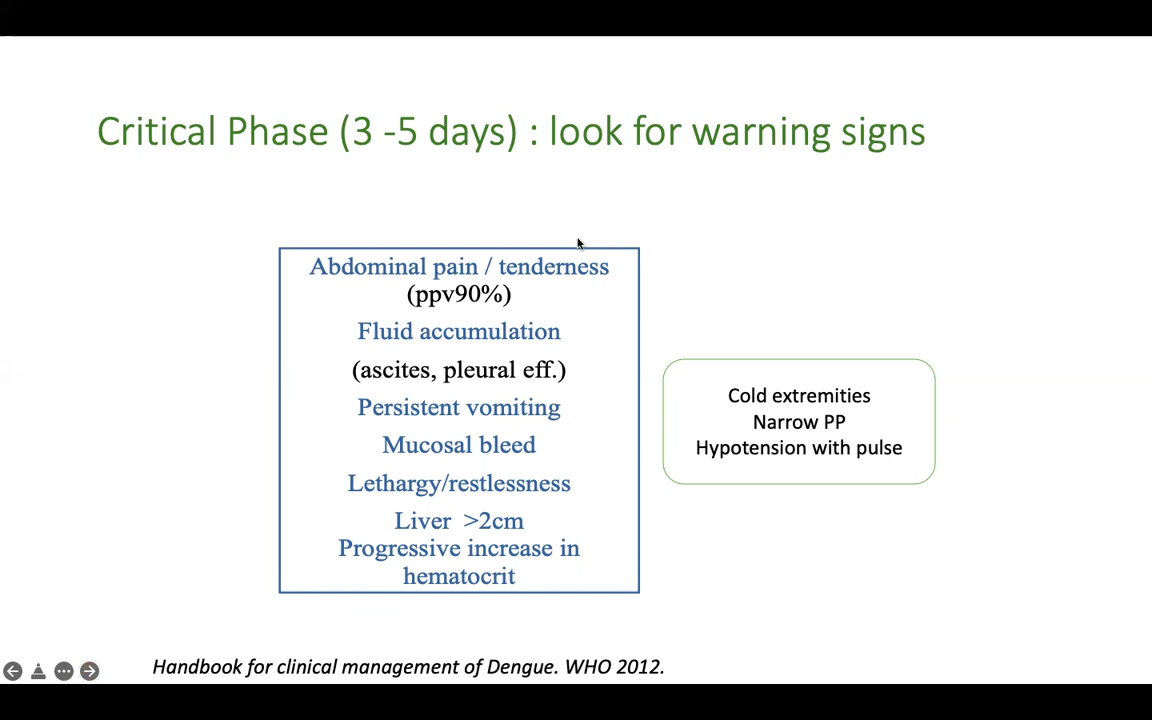 Critical Phase (3 -5 days) : look for warning signs
Abdominal pain / tenderness
(ppv90%)
Fluid accumulation
(ascites, pleural eff.)
Persistent vomiting
Mucosal bleed
Lethargy/restlessness
Liver >2cm
Progressive increase in
hematocrit
Cold extremities
Narrow PP
Hypotension with pulse
Handbook for clinical management of Dengue. WHO 2012.